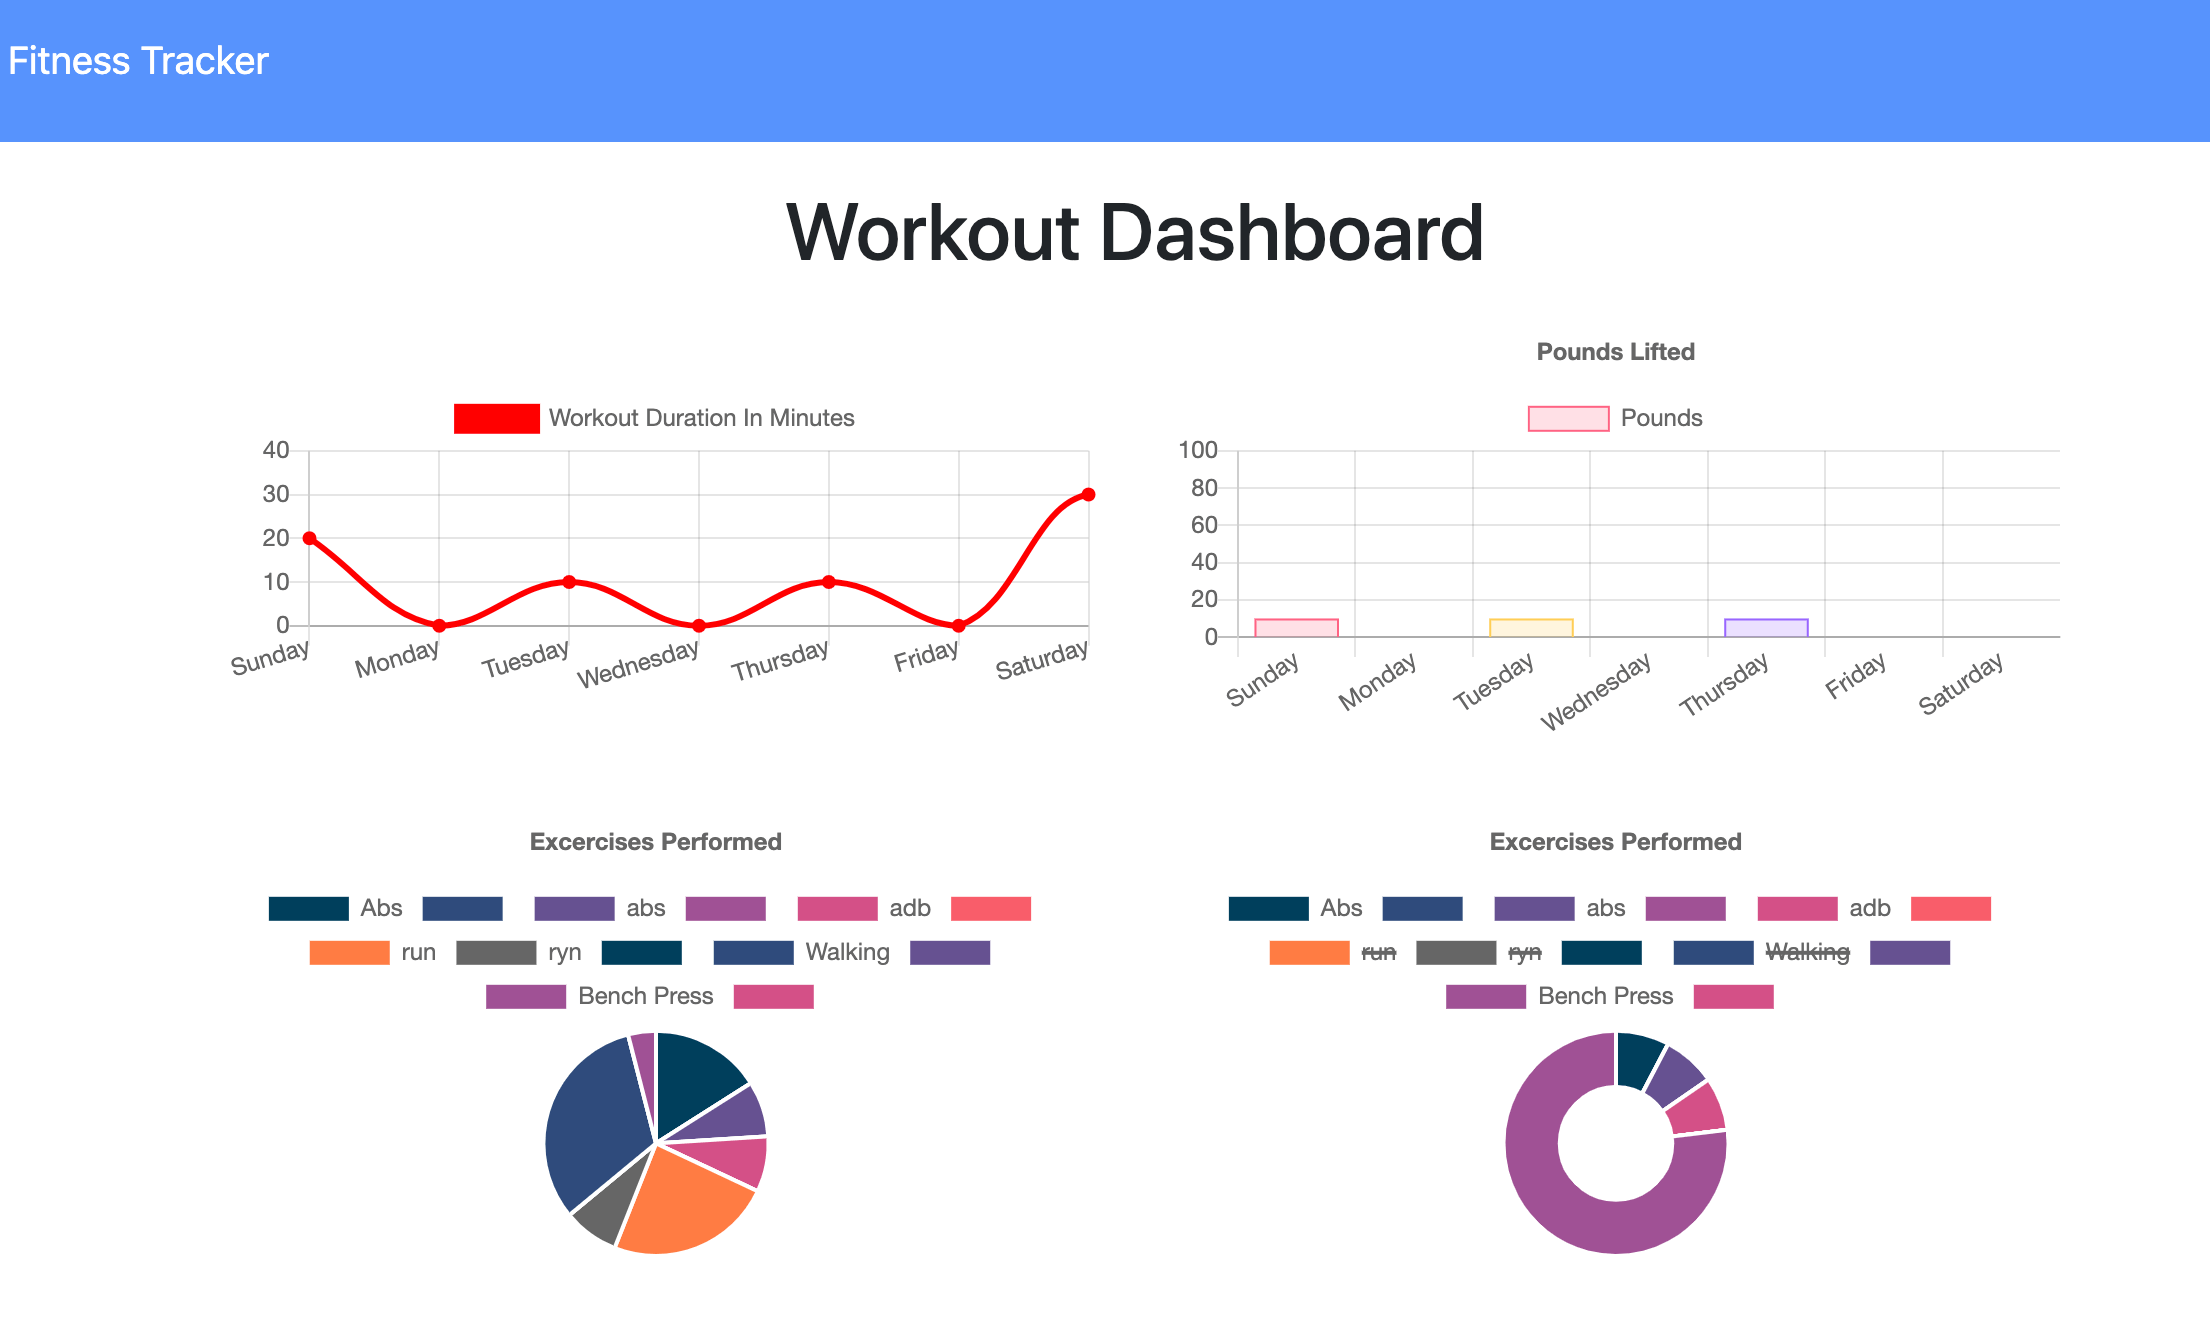 Fitness Tracker
Workout Dashboard
Workout Duration In Minutes
40
30
20
10
0
Sunday Monday Tuesday Wednesday Thursday Friday Saturday
Pounds Lifted
Pounds
100
80
60
40
20
0
Sunday Monday Tuesday Wednesday Thursday Friday Saturday
Excercises Performed
Abs abs adb
run ryn Walking
Bench Press
Excercises Performed
Abs abs adb
run ryn Walking
Bench Press